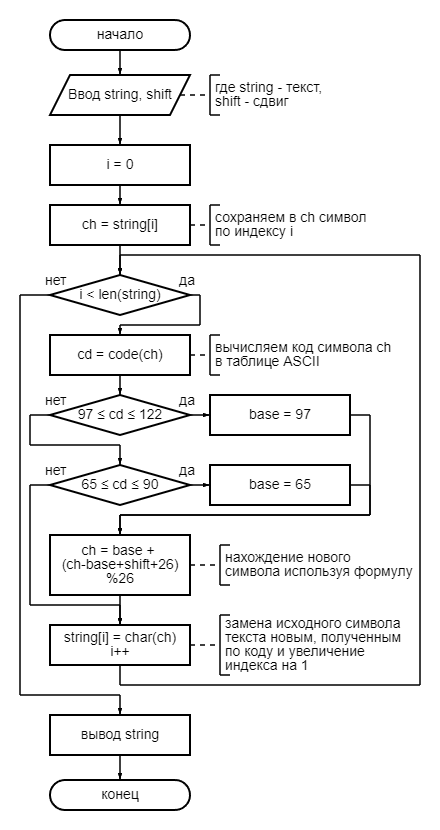 начало
Ввод string, shift
где string - текст,
shift - сдвиг
i = 0
ch = string[i]
сохраняем в ch символ
по индексу i
нет
да
i < len(string)
cd = code(ch)
вычисляем код символа ch
в таблице ASCII
нет
да
97 ≤ cd ≤ 122
base = 97
нет
да
65 ≤ cd ≤ 90
base = 65
ch = base +
(ch-base+shift+26)
%26
нахождение нового
символа используя формулу
string[i] = char(ch)
i++
замена исходного символа
текста новым, полученным
по коду и увеличение
индекса на 1
вывод string
конец